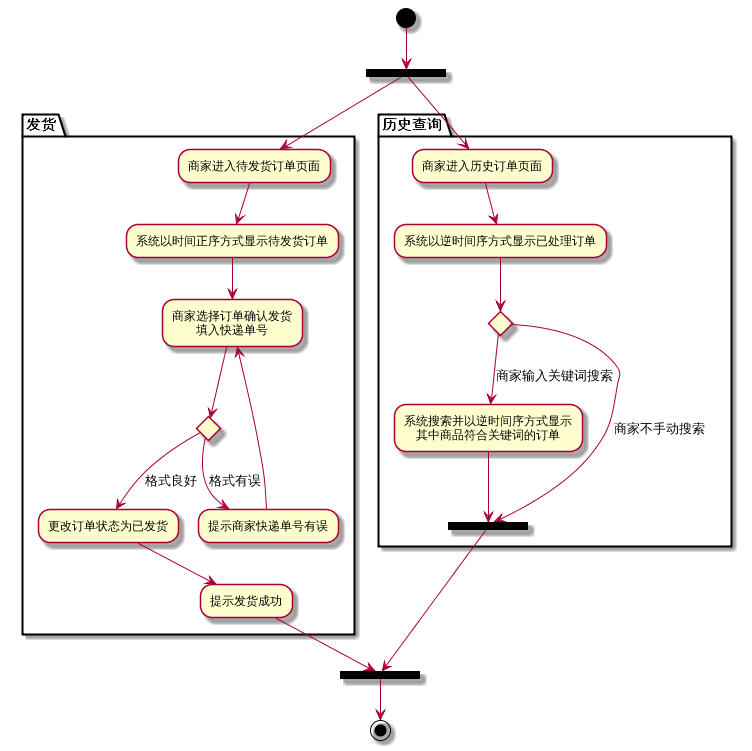 发货
历史查询
商家进入待发货订单页面
商家进入历史订单页面
系统以时间正序方式显示待发货订单
系统以逆时间序方式显示已处理订单
商家选择订单确认发货
填入快递单号
商家输入关键词搜索
系统搜索并以逆时间序方式显示
其中商品符合关键词的订单
商家不手动搜索
格式良好
格式有误
更改订单状态为已发货
提示商家快递单号有误
提示发货成功